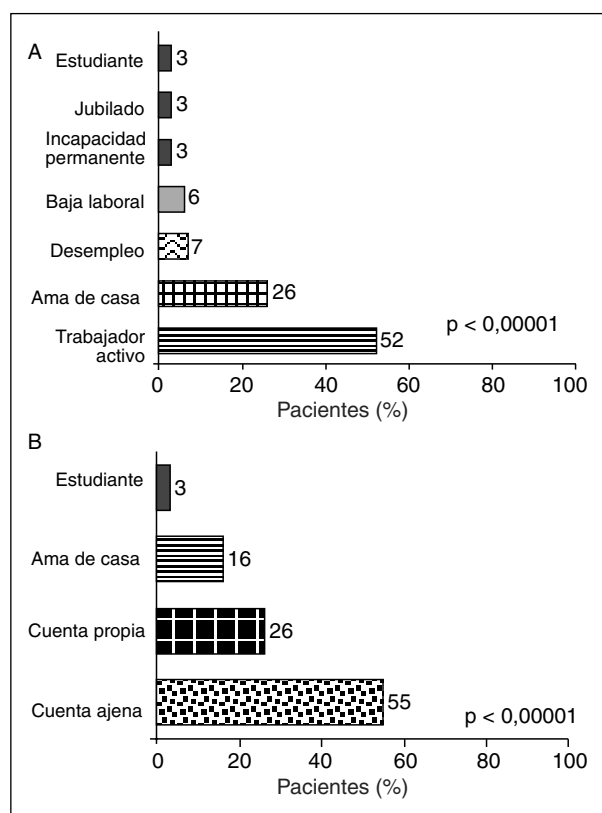 A
Estudiante
3
Jubilado
3
Incapacidad
permanente
3
Baja laboral
6
Desempleo
7
Ama de casa
26
Trabajador
activo
52
p < 0,00001
0 20 40 60 80 100
Pacientes (%)
B
Estudiante
3
Ama de casa
16
Cuenta propia
26
Cuenta ajena
55
p < 0,00001
0 20 40 60 80 100
Pacientes (%)